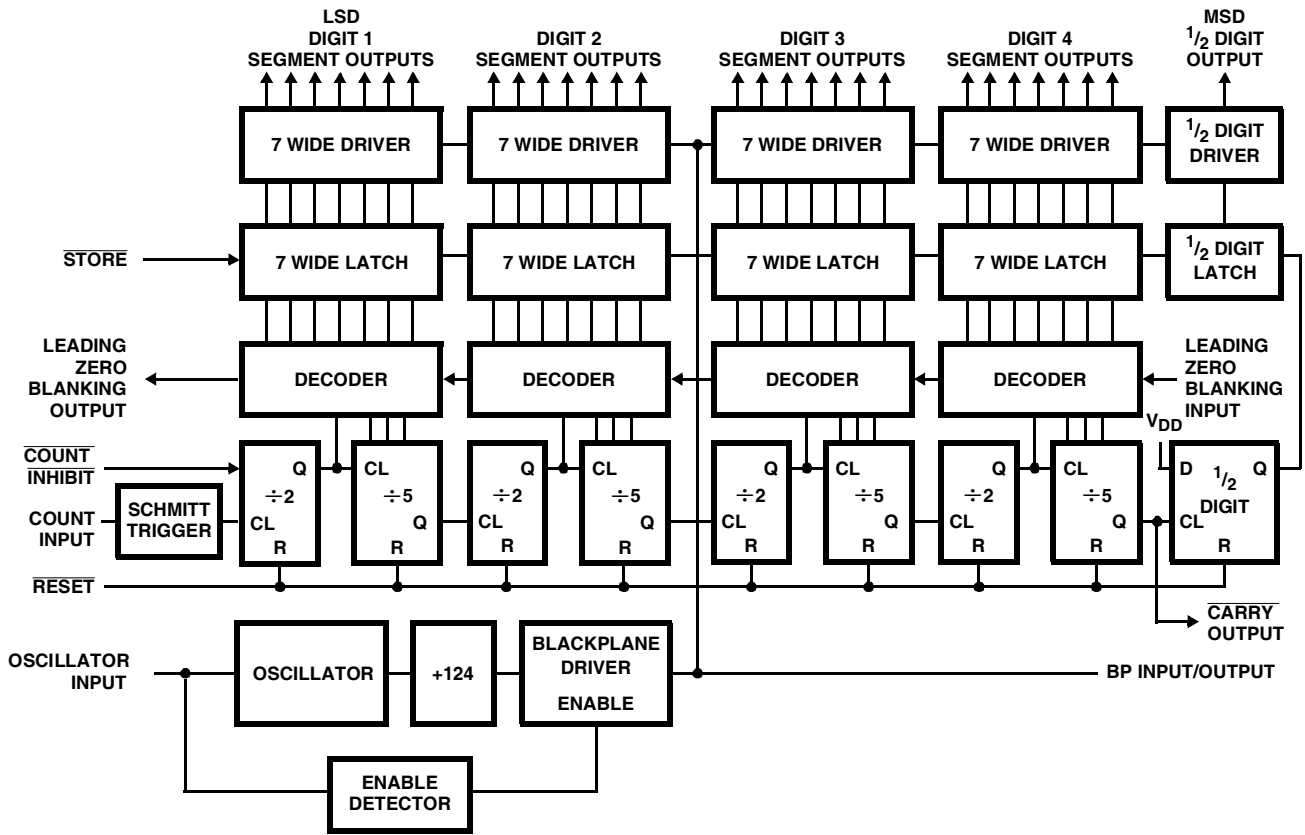 LSD
DIGIT 1
SEGMENT OUTPUTS
DIGIT 2
SEGMENT OUTPUTS
DIGIT 3
SEGMENT OUTPUTS
DIGIT 4
SEGMENT OUTPUTS
MSD
1/2 DIGIT
OUTPUT
7 WIDE DRIVER
7 WIDE DRIVER
7 WIDE DRIVER
7 WIDE DRIVER
1/2 DIGIT
DRIVER
STORE
7 WIDE LATCH
7 WIDE LATCH
7 WIDE LATCH
7 WIDE LATCH
1/2 DIGIT
LATCH
LEADING
ZERO
BLANKING
OUTPUT
DECODER
DECODER
DECODER
DECODER
LEADING
ZERO
BLANKING
INPUT
VDD
COUNT
INHIBIT
COUNT
INPUT
SCHMITT
TRIGGER
Q
÷2
CL
R
CL
÷5
Q
R
Q
÷2
CL
R
CL
÷5
Q
R
Q
÷2
CL
R
CL
÷5
Q
R
Q
÷2
CL
R
CL
÷5
Q
R
D
1/2
DIGIT
Q
CL
R
RESET
CARRY
OUTPUT
OSCILLATOR
INPUT
OSCILLATOR
+124
BLACKPLANE
DRIVER
ENABLE
BP INPUT/OUTPUT
ENABLE
DETECTOR